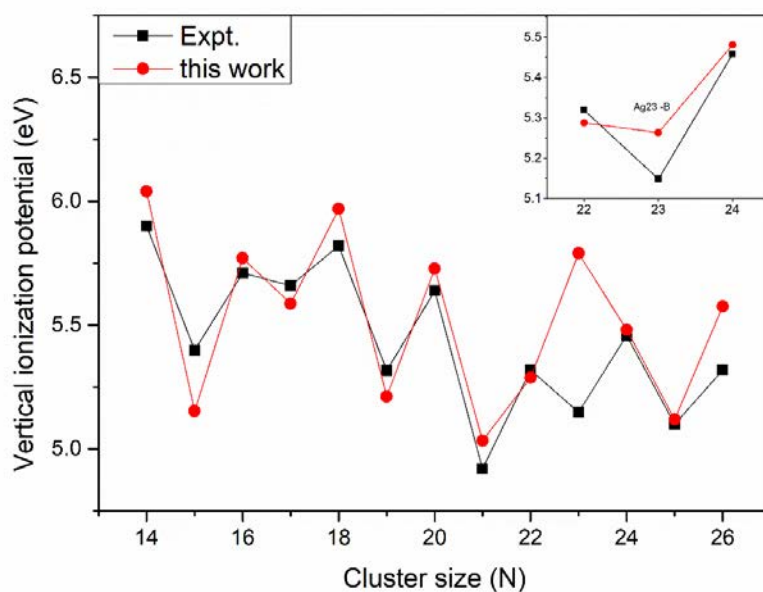 Expt.
this work
6.5
6.0
5.5
5.0
Vertical ionization potential (eV)
14 16 18 20 22 24 26
Cluster size (N)
5.5
5.4
5.3
5.2
5.1
Ag23 -B
22 23 24